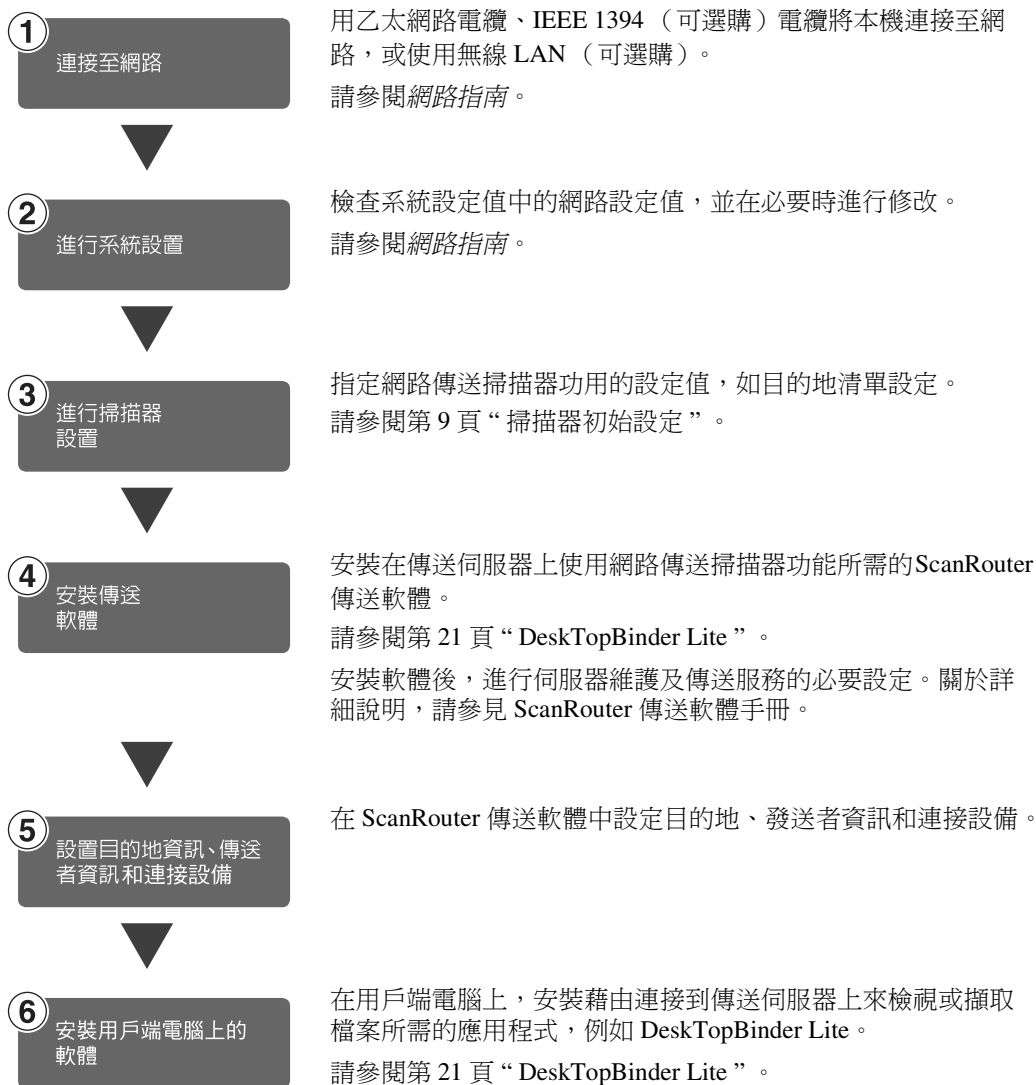 1
連接至網路
用乙太網路電纜、IEEE 1394 （可選購）電纜將本機連接至網
路，或使用無線 LAN （可選購）。
請參閱網路指南。
2
進行系統設置
檢查系統設定值中的網路設定值，並在必要時進行修改。
請參閱網路指南。
3
進行掃描器
設置
指定網路傳送掃描器功用的設定值，如目的地清單設定。
請參閱第 9 頁“ 掃描器初始設定 ”。
4
安裝傳送
軟體
安裝在傳送伺服器上使用網路傳送掃描器功能所需的ScanRouter
傳送軟體。
請參閱第 21 頁“ DeskTopBinder Lite ”。
安裝軟體後，進行伺服器維護及傳送服務的必要設定。關於詳
細說明，請參見 ScanRouter 傳送軟體手冊。
5
設置目的地資訊、傳送
者資訊和連接設備
在 ScanRouter 傳送軟體中設定目的地、發送者資訊和連接設備。
6
安裝用戶端電腦上的
軟體
在用戶端電腦上，安裝藉由連接到傳送伺服器上來檢視或擷取
檔案所需的應用程式，例如 DeskTopBinder Lite。
請參閱第 21 頁“ DeskTopBinder Lite ”。